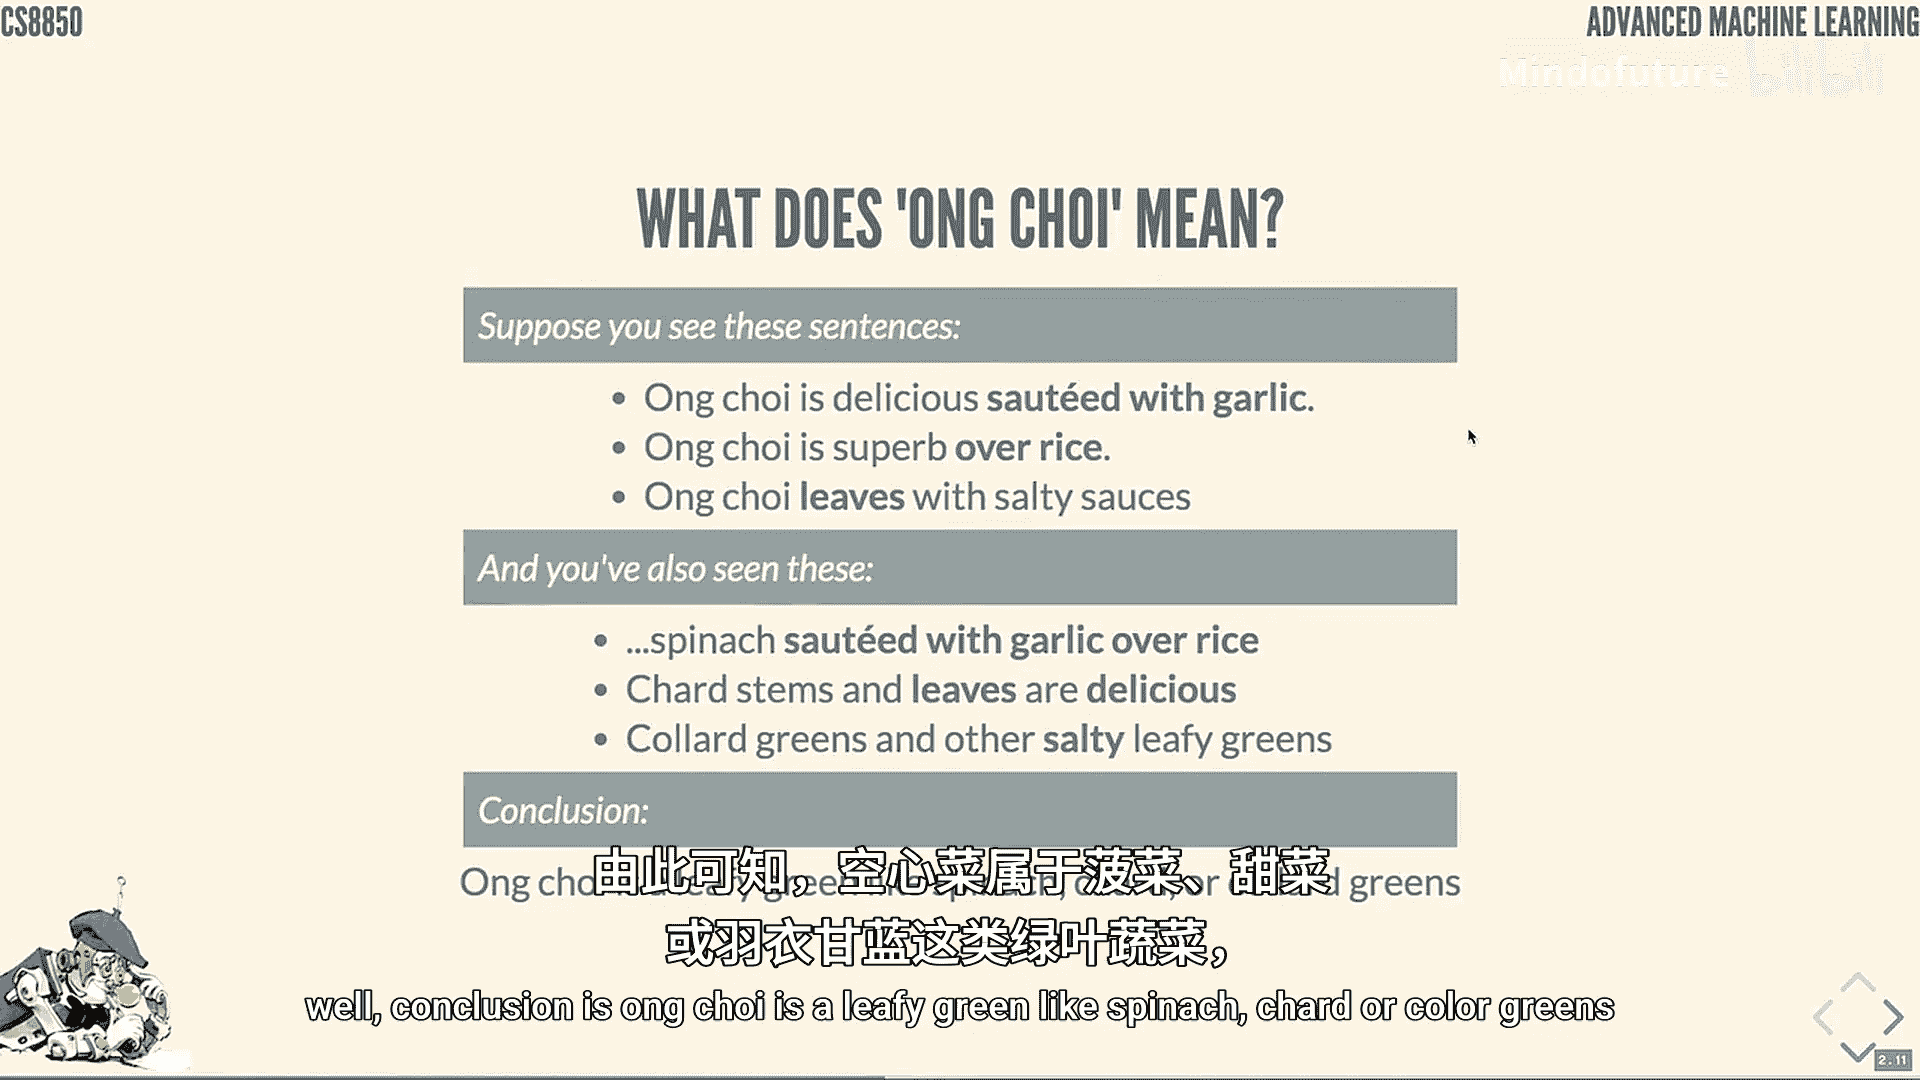 CS8850
ADVANCED MACHINE LEARNING
Mindofuture bilibili
WHAT DOES 'ONG CHOI' MEAN?
Suppose you see these sentences:
• Ong choi is delicious sautéed with garlic.
• Ong choi is superb over rice.
• Ong choi leaves with salty sauces
And you've also seen these:
• ...spinach sautéed with garlic over rice
• Chard stems and leaves are delicious
• Collard greens and other salty leafy greens
Conclusion:
Ong greens
由此可知，空心菜属于菠菜、甜菜
或羽衣甘蓝这类绿叶蔬菜，
well, conclusion is ong choi is a leafy green like spinach, chard or color greens
2.11